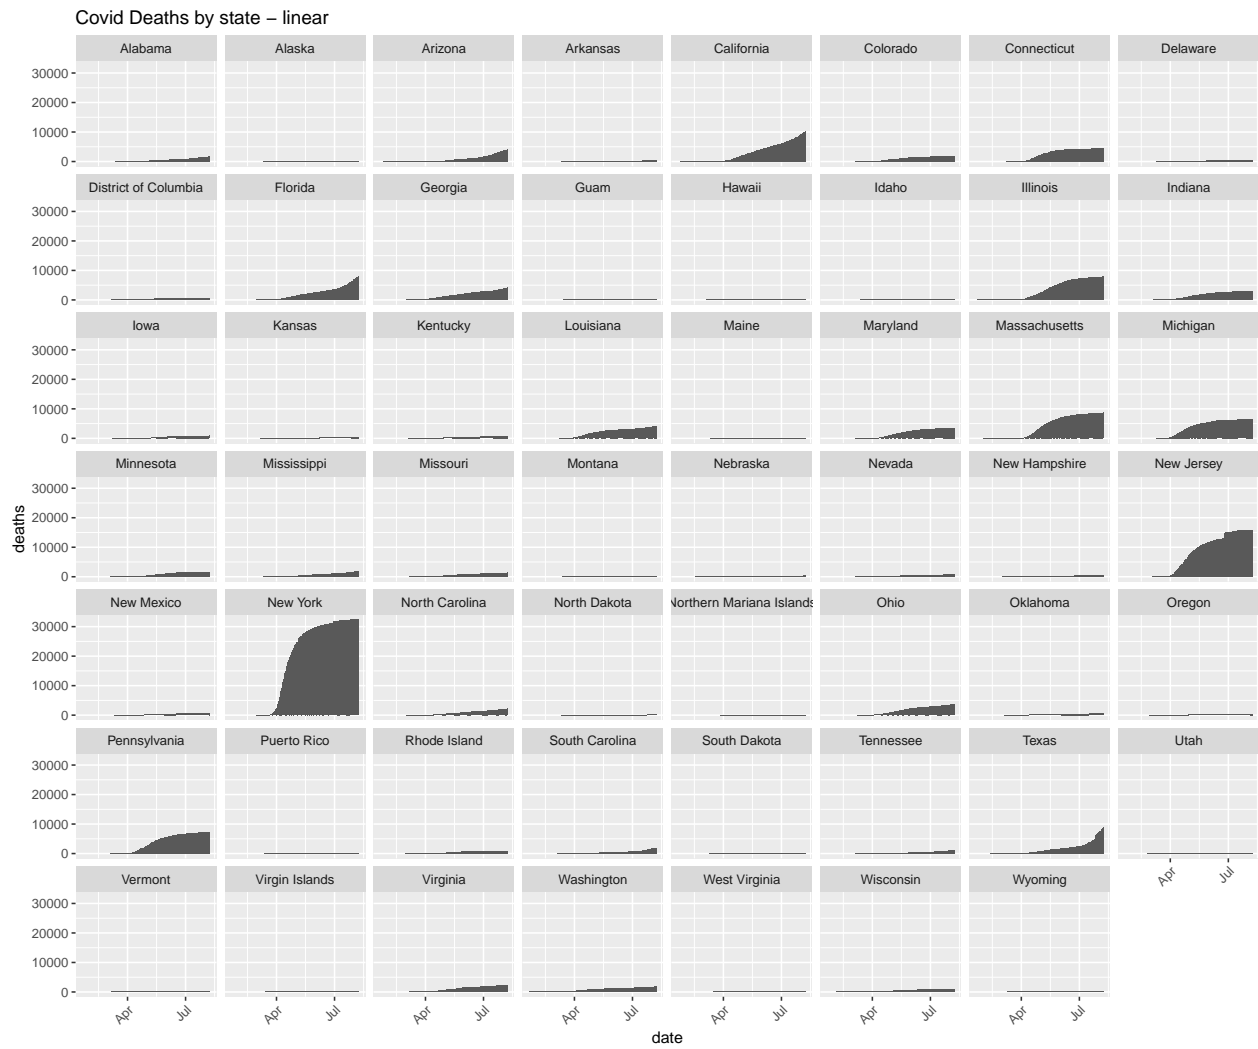 Covid Deaths by state – linear
Alabama Alaska Arizona Arkansas California Colorado Connecticut Delaware
30000
20000
10000
0
District of Columbia Florida Georgia Guam Hawaii Idaho Illinois Indiana
30000
20000
10000
0
Iowa Kansas Kentucky Louisiana Maine Maryland Massachusetts Michigan
30000
20000
10000
0
Minnesota Mississippi Missouri Montana Nebraska Nevada New Hampshire New Jersey
30000
20000
10000
0
deaths
New Mexico New York North Carolina North Dakota Northern Mariana Islands Ohio Oklahoma Oregon
30000
20000
10000
0
Pennsylvania Puerto Rico Rhode Island South Carolina South Dakota Tennessee Texas Utah
30000
20000
10000
0
Apr Jul
Vermont Virgin Islands Virginia Washington West Virginia Wisconsin Wyoming
30000
20000
10000
0
Apr Jul Apr Jul Apr Jul Apr Jul Apr Jul Apr Jul Apr Jul
date